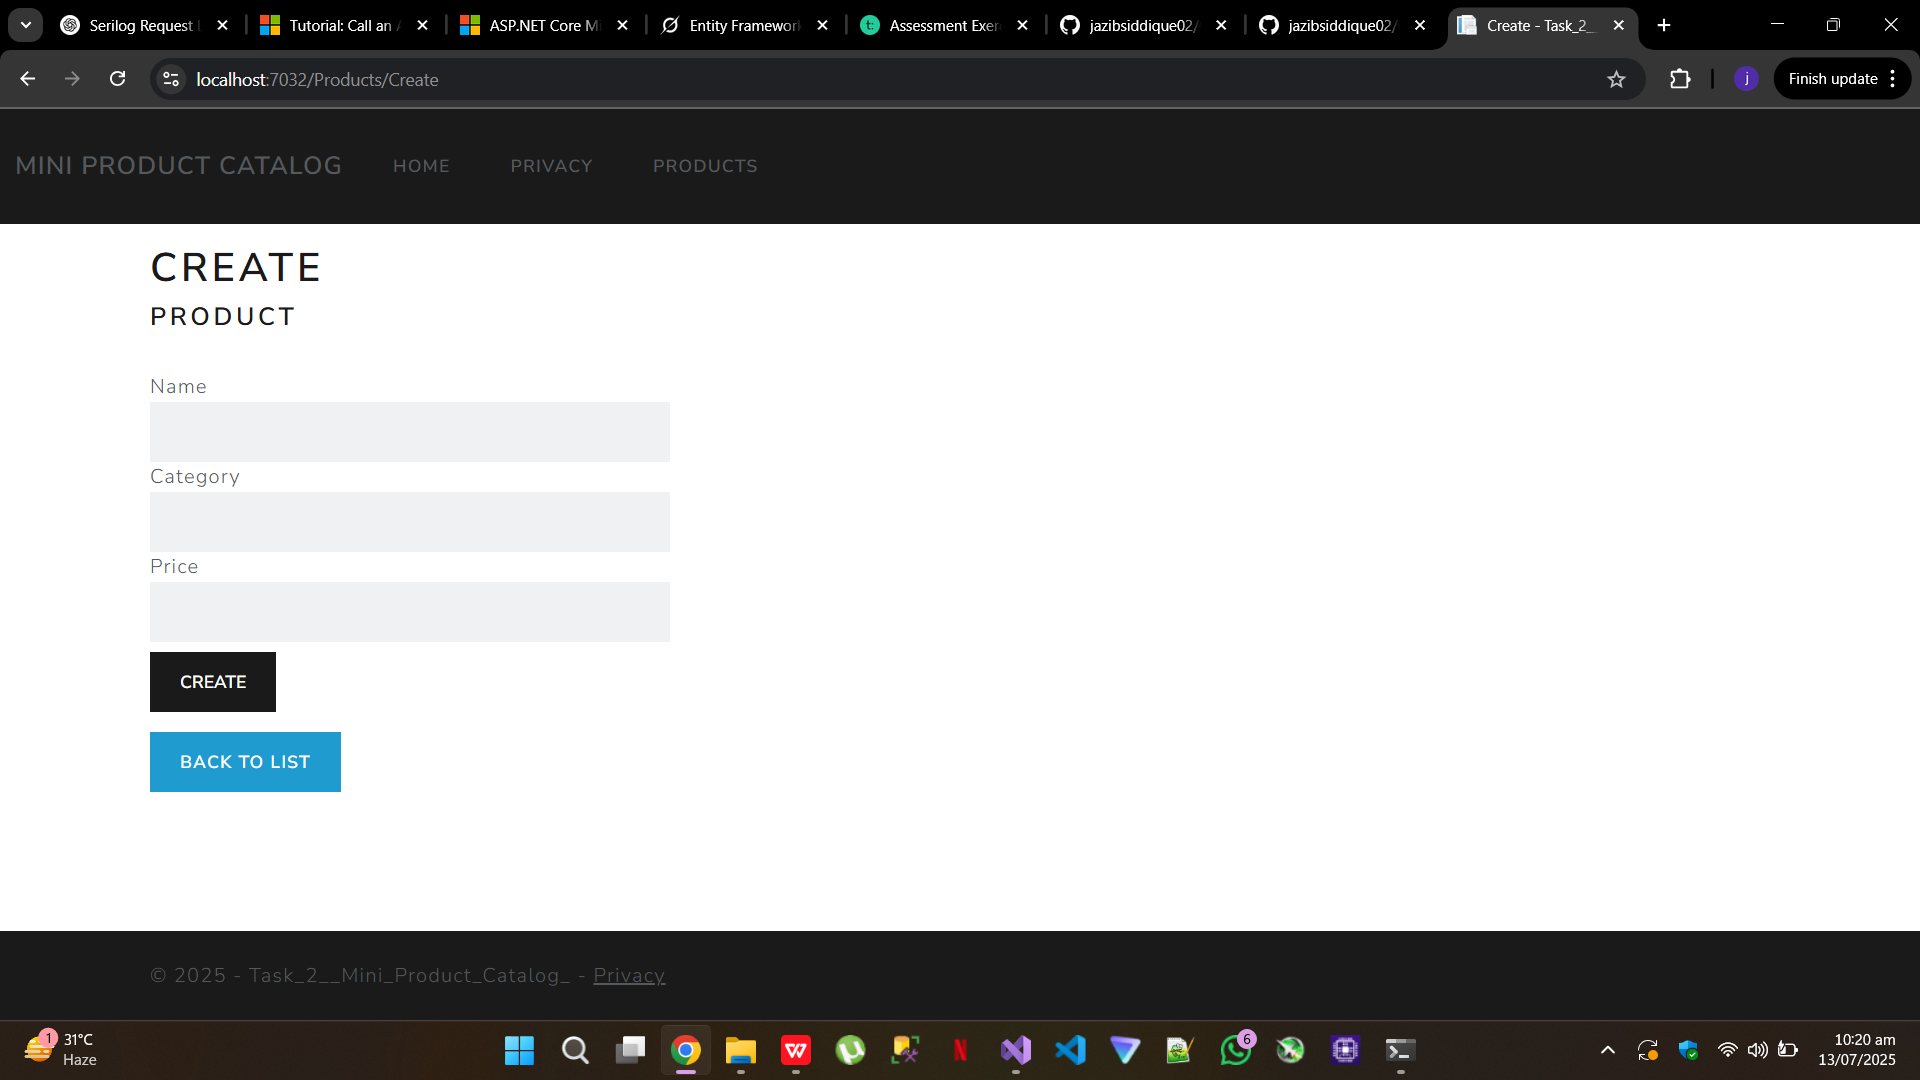 Serilog Request
Tutorial: Call an
ASP.NET Core Mi
Entity Framework
Assessment Exer
jazibsiddique02/
jazibsiddique02/
Create - Task_2__
localhost:7032/Products/Create
j
Finish update
MINI PRODUCT CATALOG
HOME
PRIVACY
PRODUCTS
CREATE
PRODUCT
Name
Category
Price
CREATE
BACK TO LIST
© 2025 - Task_2__Mini_Product_Catalog_ - Privacy
1
31°C
Haze
6
10:20 am
13/07/2025